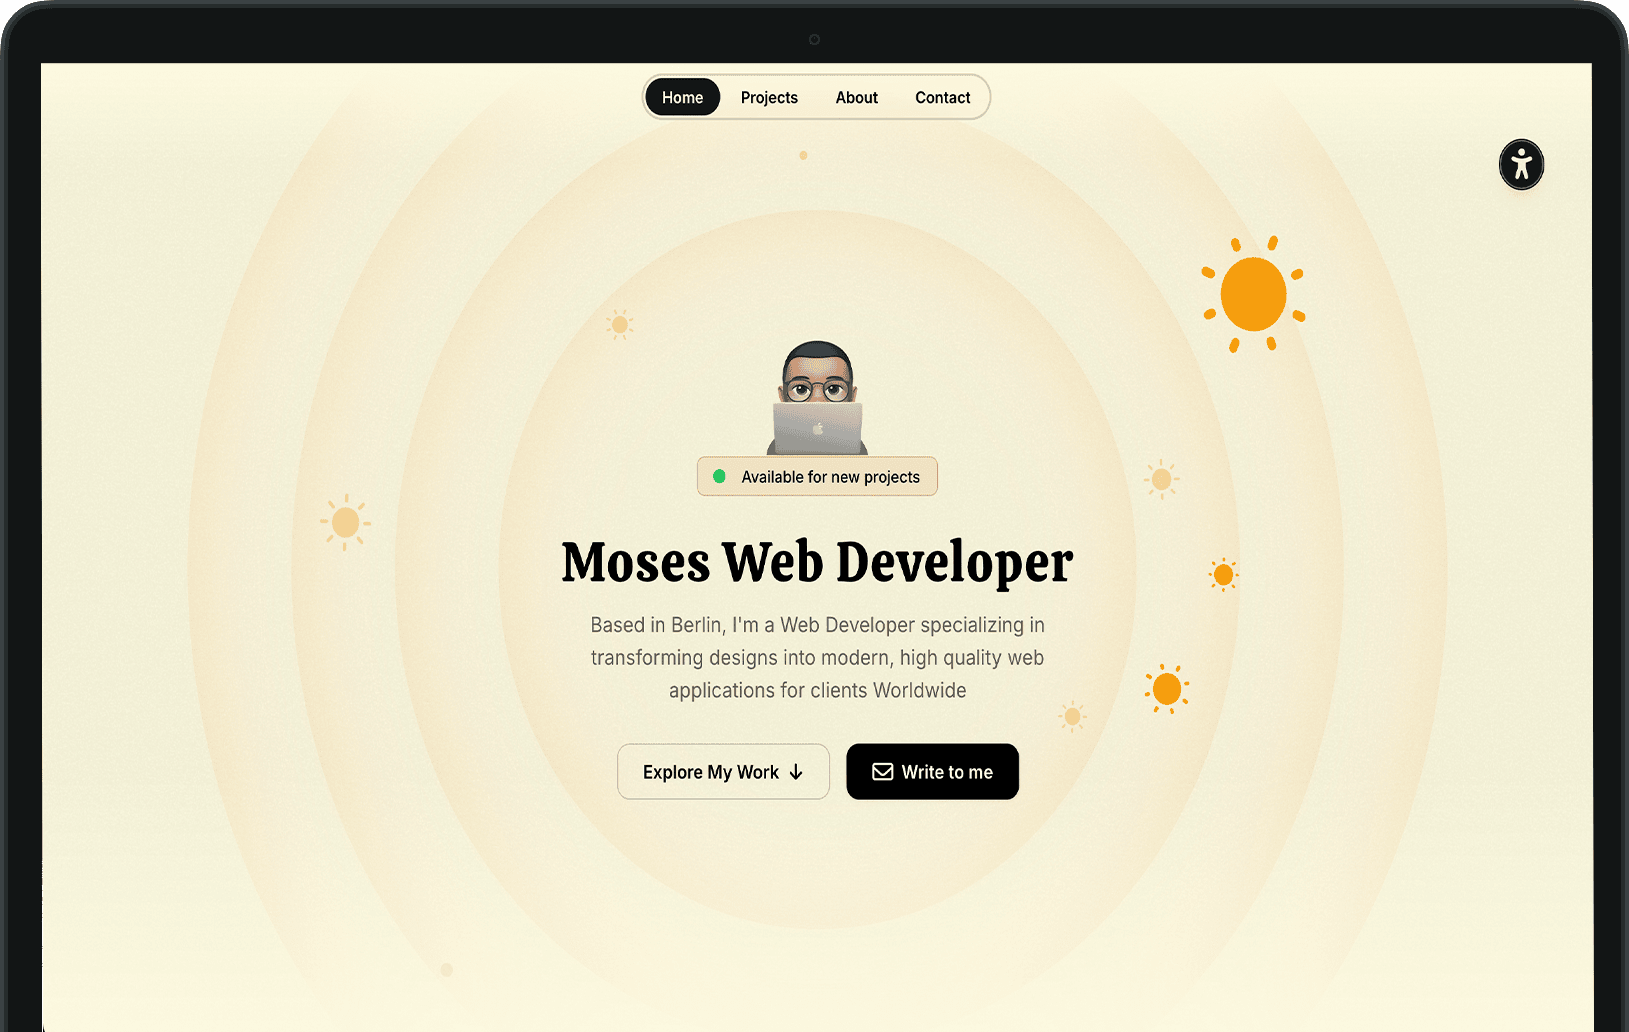 Home Projects About Contact
Available for new projects
Moses Web Developer
Based in Berlin, I'm a Web Developer specializing in
transforming designs into modern, high quality web
applications for clients Worldwide
Explore My Work ↓ Write to me